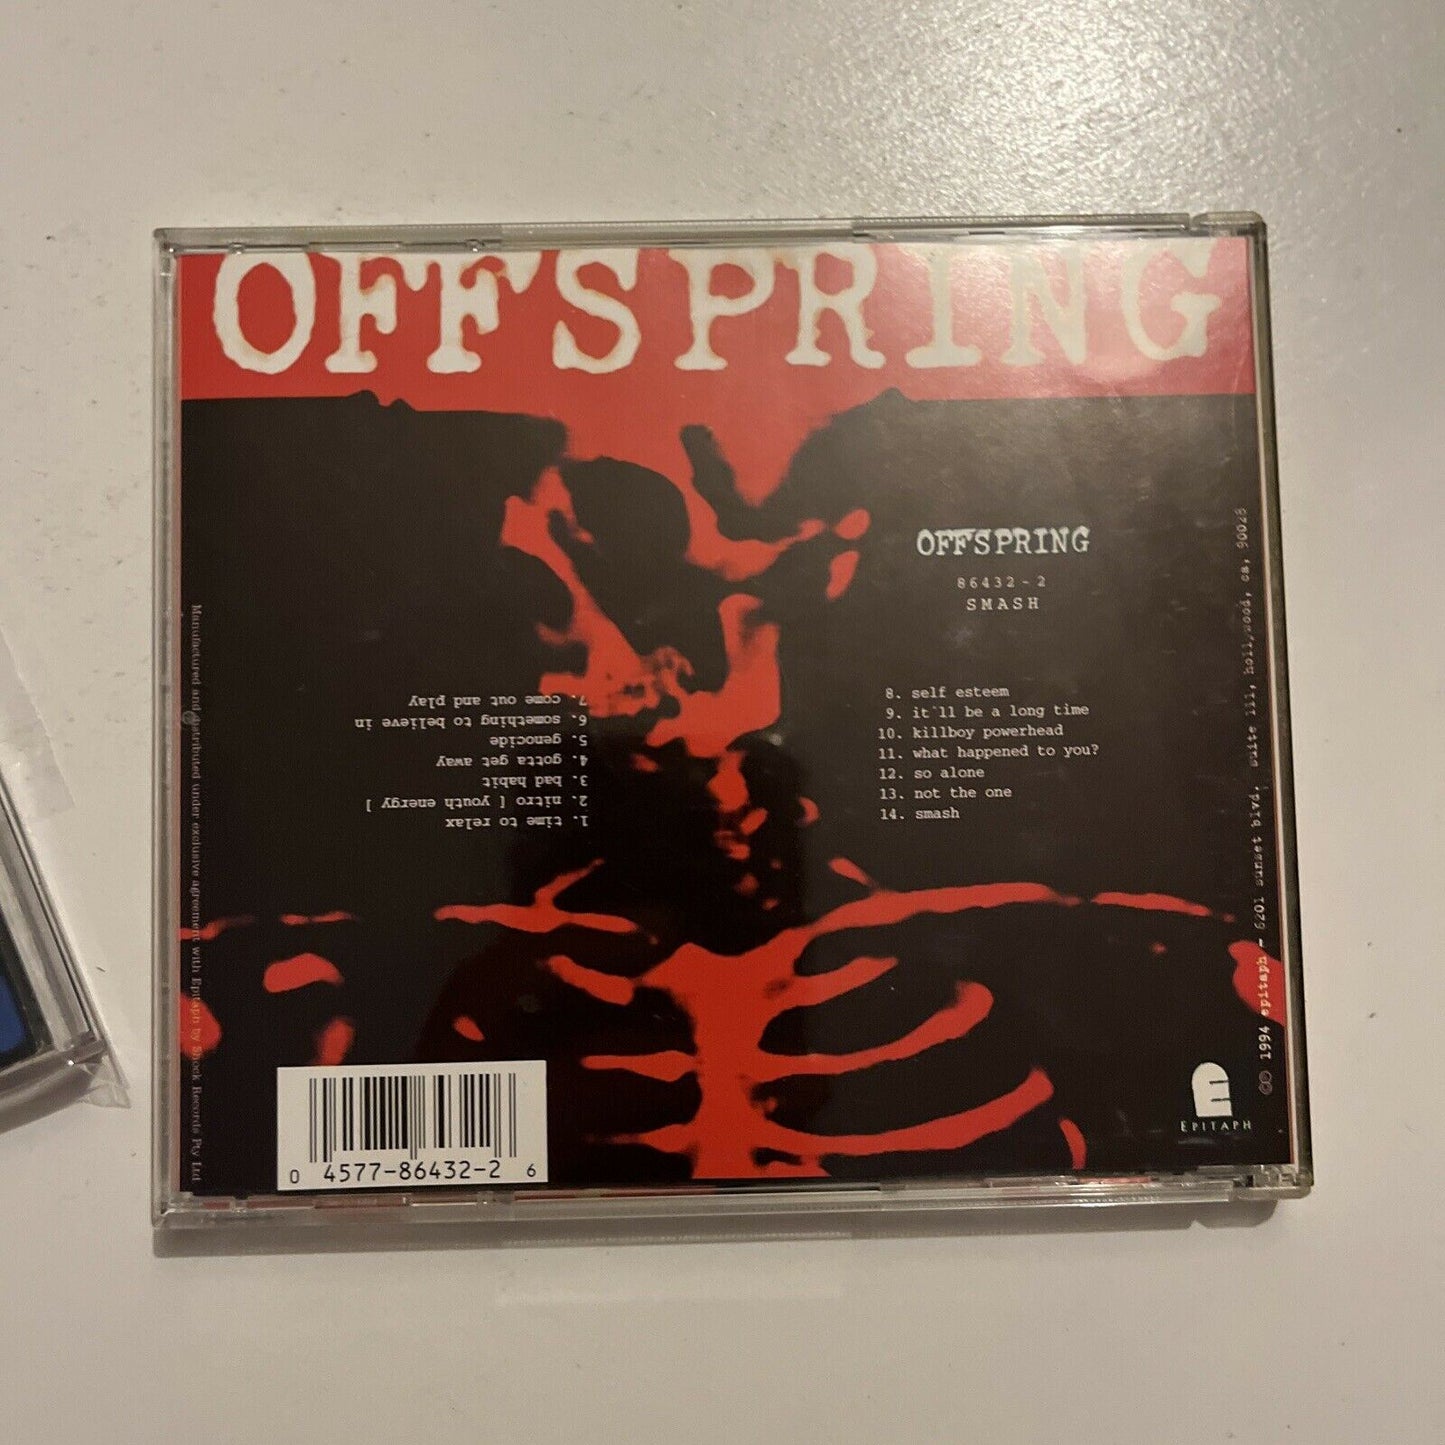 OFFSPRING
OFFSPRING
86432-2
SMASH
1. time to relax
2. nitro [ youth energy ]
3. bad habit
4. gotta get away
5. genocide
6. something to believe in
7. come out and play
8. self esteem
9. it`ll be a long time
10. killboy powerhead
11. what happened to you?
12. so alone
13. not the one
14. smash
Manufactured and distributed under exclusive agreement with Epitaph by Shock Records Pty Ltd
©℗ 1994 epitaph - 6201 sunset blvd. suite 111, hollywood, ca, 90028
EPITAPH
0 4577-86432-2 6